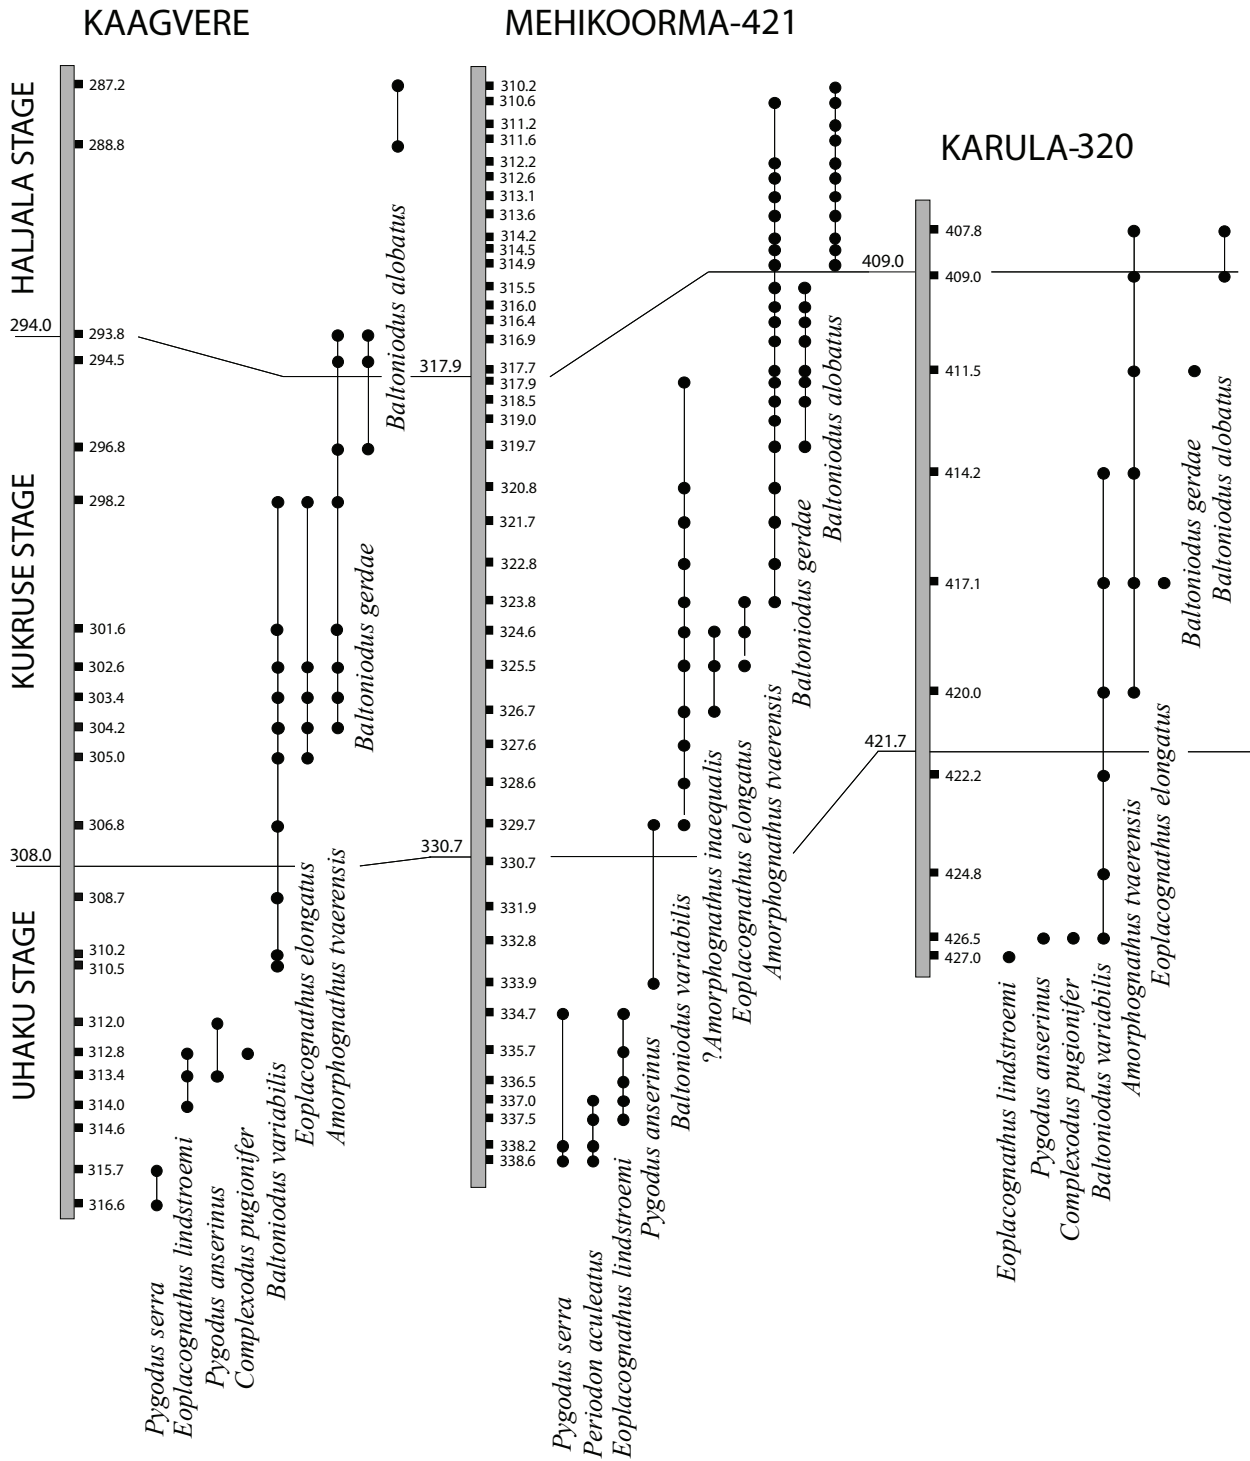 KAAGVERE
MEHIKOORMA-421
KARULA-320
HALJALA STAGE
KUKRUSE STAGE
UHAKU STAGE
294.0
308.0
287.2
288.8
293.8
294.5
296.8
298.2
301.6
302.6
303.4
304.2
305.0
306.8
308.7
310.2
310.5
312.0
312.8
313.4
314.0
314.6
315.7
316.6
Pygodus serra
Eoplacognathus lindstroemi
Pygodus anserinus
Complexodus pugionifer
Baltoniodus variabilis
Eoplacognathus elongatus
Amorphognathus tvaerensis
Baltoniodus gerdae
Baltoniodus alobatus
317.9
330.7
310.2
310.6
311.2
311.6
312.2
312.6
313.1
313.6
314.2
314.5
314.9
315.5
316.0
316.4
316.9
317.7
317.9
318.5
319.0
319.7
320.8
321.7
322.8
323.8
324.6
325.5
326.7
327.6
328.6
329.7
330.7
331.9
332.8
333.9
334.7
335.7
336.5
337.0
337.5
338.2
338.6
Pygodus serra
Periodon aculeatus
Eoplacognathus lindstroemi
Pygodus anserinus
Baltoniodus variabilis
?Amorphognathus inaequalis
Eoplacognathus elongatus
Amorphognathus tvaerensis
Baltoniodus gerdae
Baltoniodus alobatus
409.0
421.7
407.8
409.0
411.5
414.2
417.1
420.0
422.2
424.8
426.5
427.0
Eoplacognathus lindstroemi
Pygodus anserinus
Complexodus pugionifer
Baltoniodus variabilis
Amorphognathus tvaerensis
Eoplacognathus elongatus
Baltoniodus gerdae
Baltoniodus alobatus